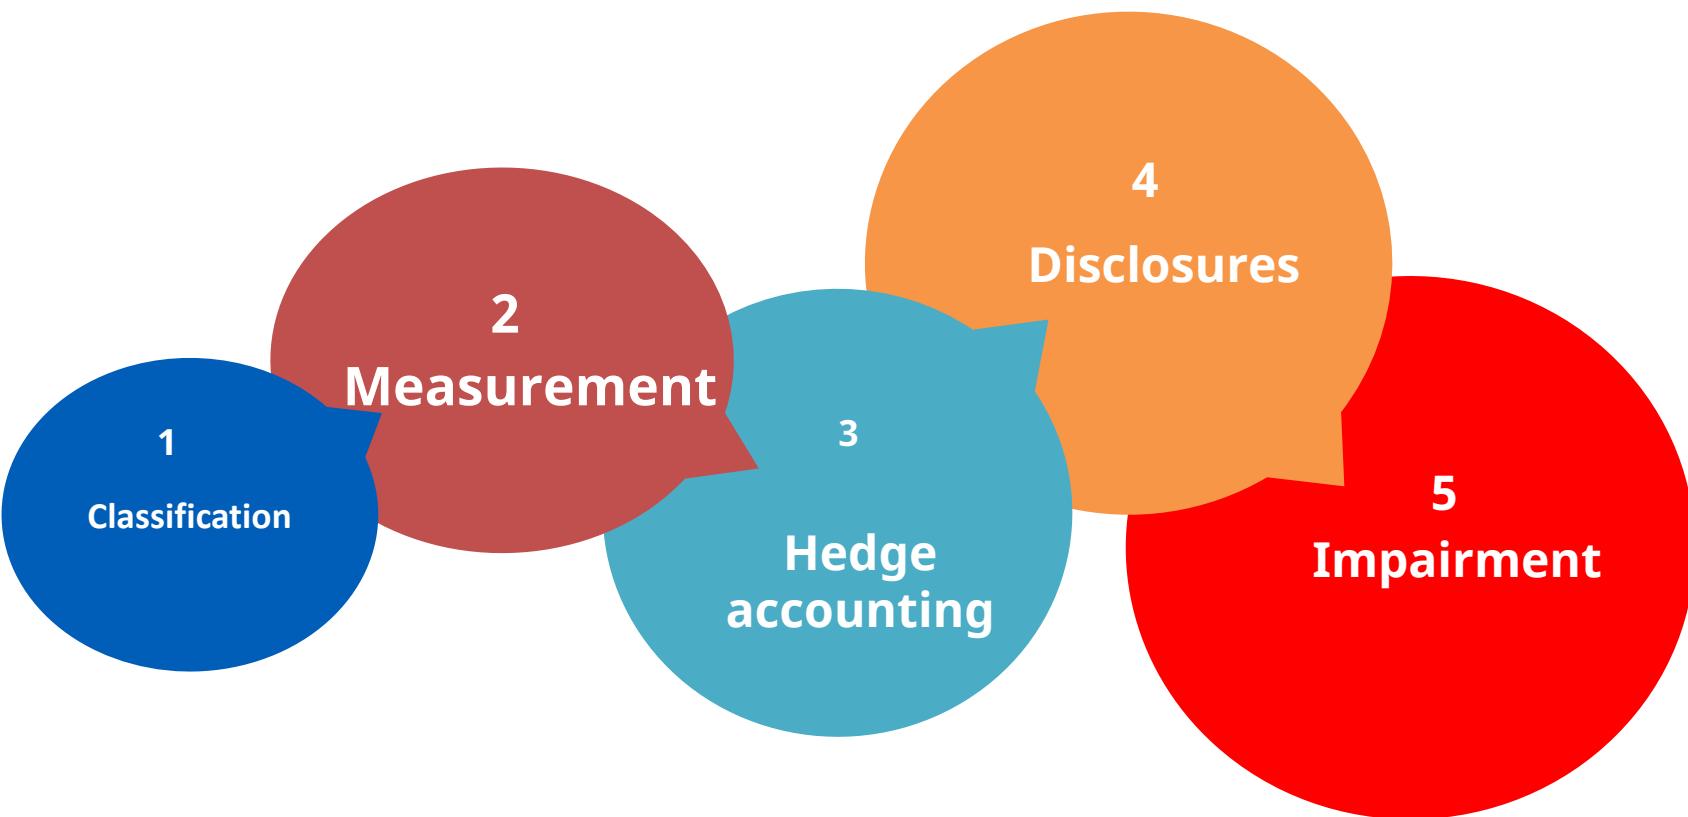 1
Classification
2
Measurement
3
Hedge
accounting
4
Disclosures
5
Impairment